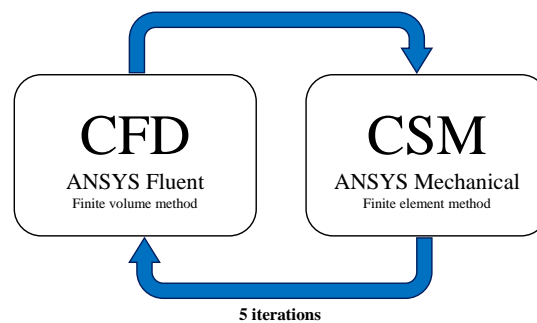 CFD
ANSYS Fluent
Finite volume method
CSM
ANSYS Mechanical
Finite element method
5 iterations